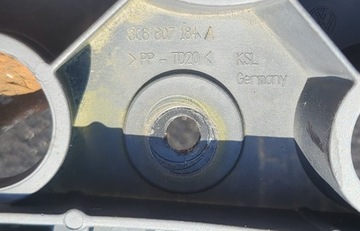 3C8 807 184 A
>PP - TD20<
KSL
Germany